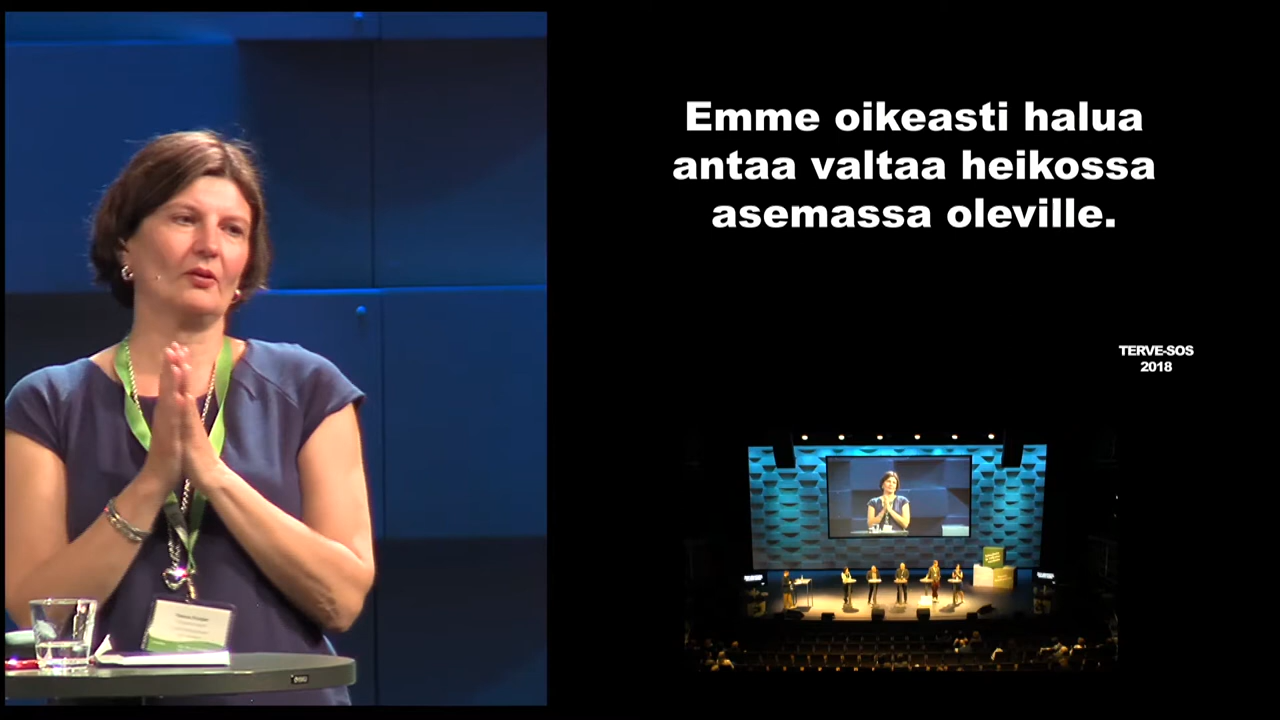 Emme oikeasti halua
antaa valtaa heikossa
asemassa oleville.
TERVE-SOS
2018